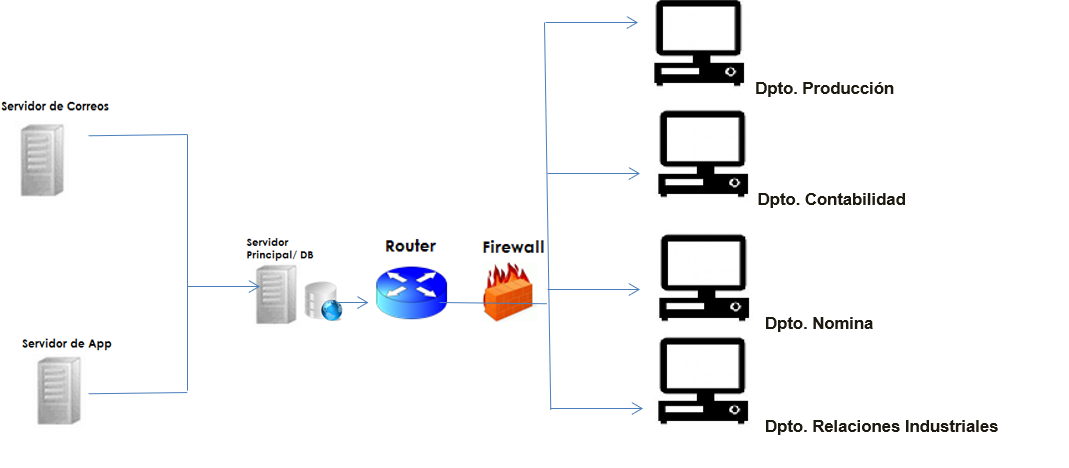 Servidor de Correos
Servidor de App
Servidor
Principal/ DB
Router
Firewall
Dpto. Producción
Dpto. Contabilidad
Dpto. Nomina
Dpto. Relaciones Industriales